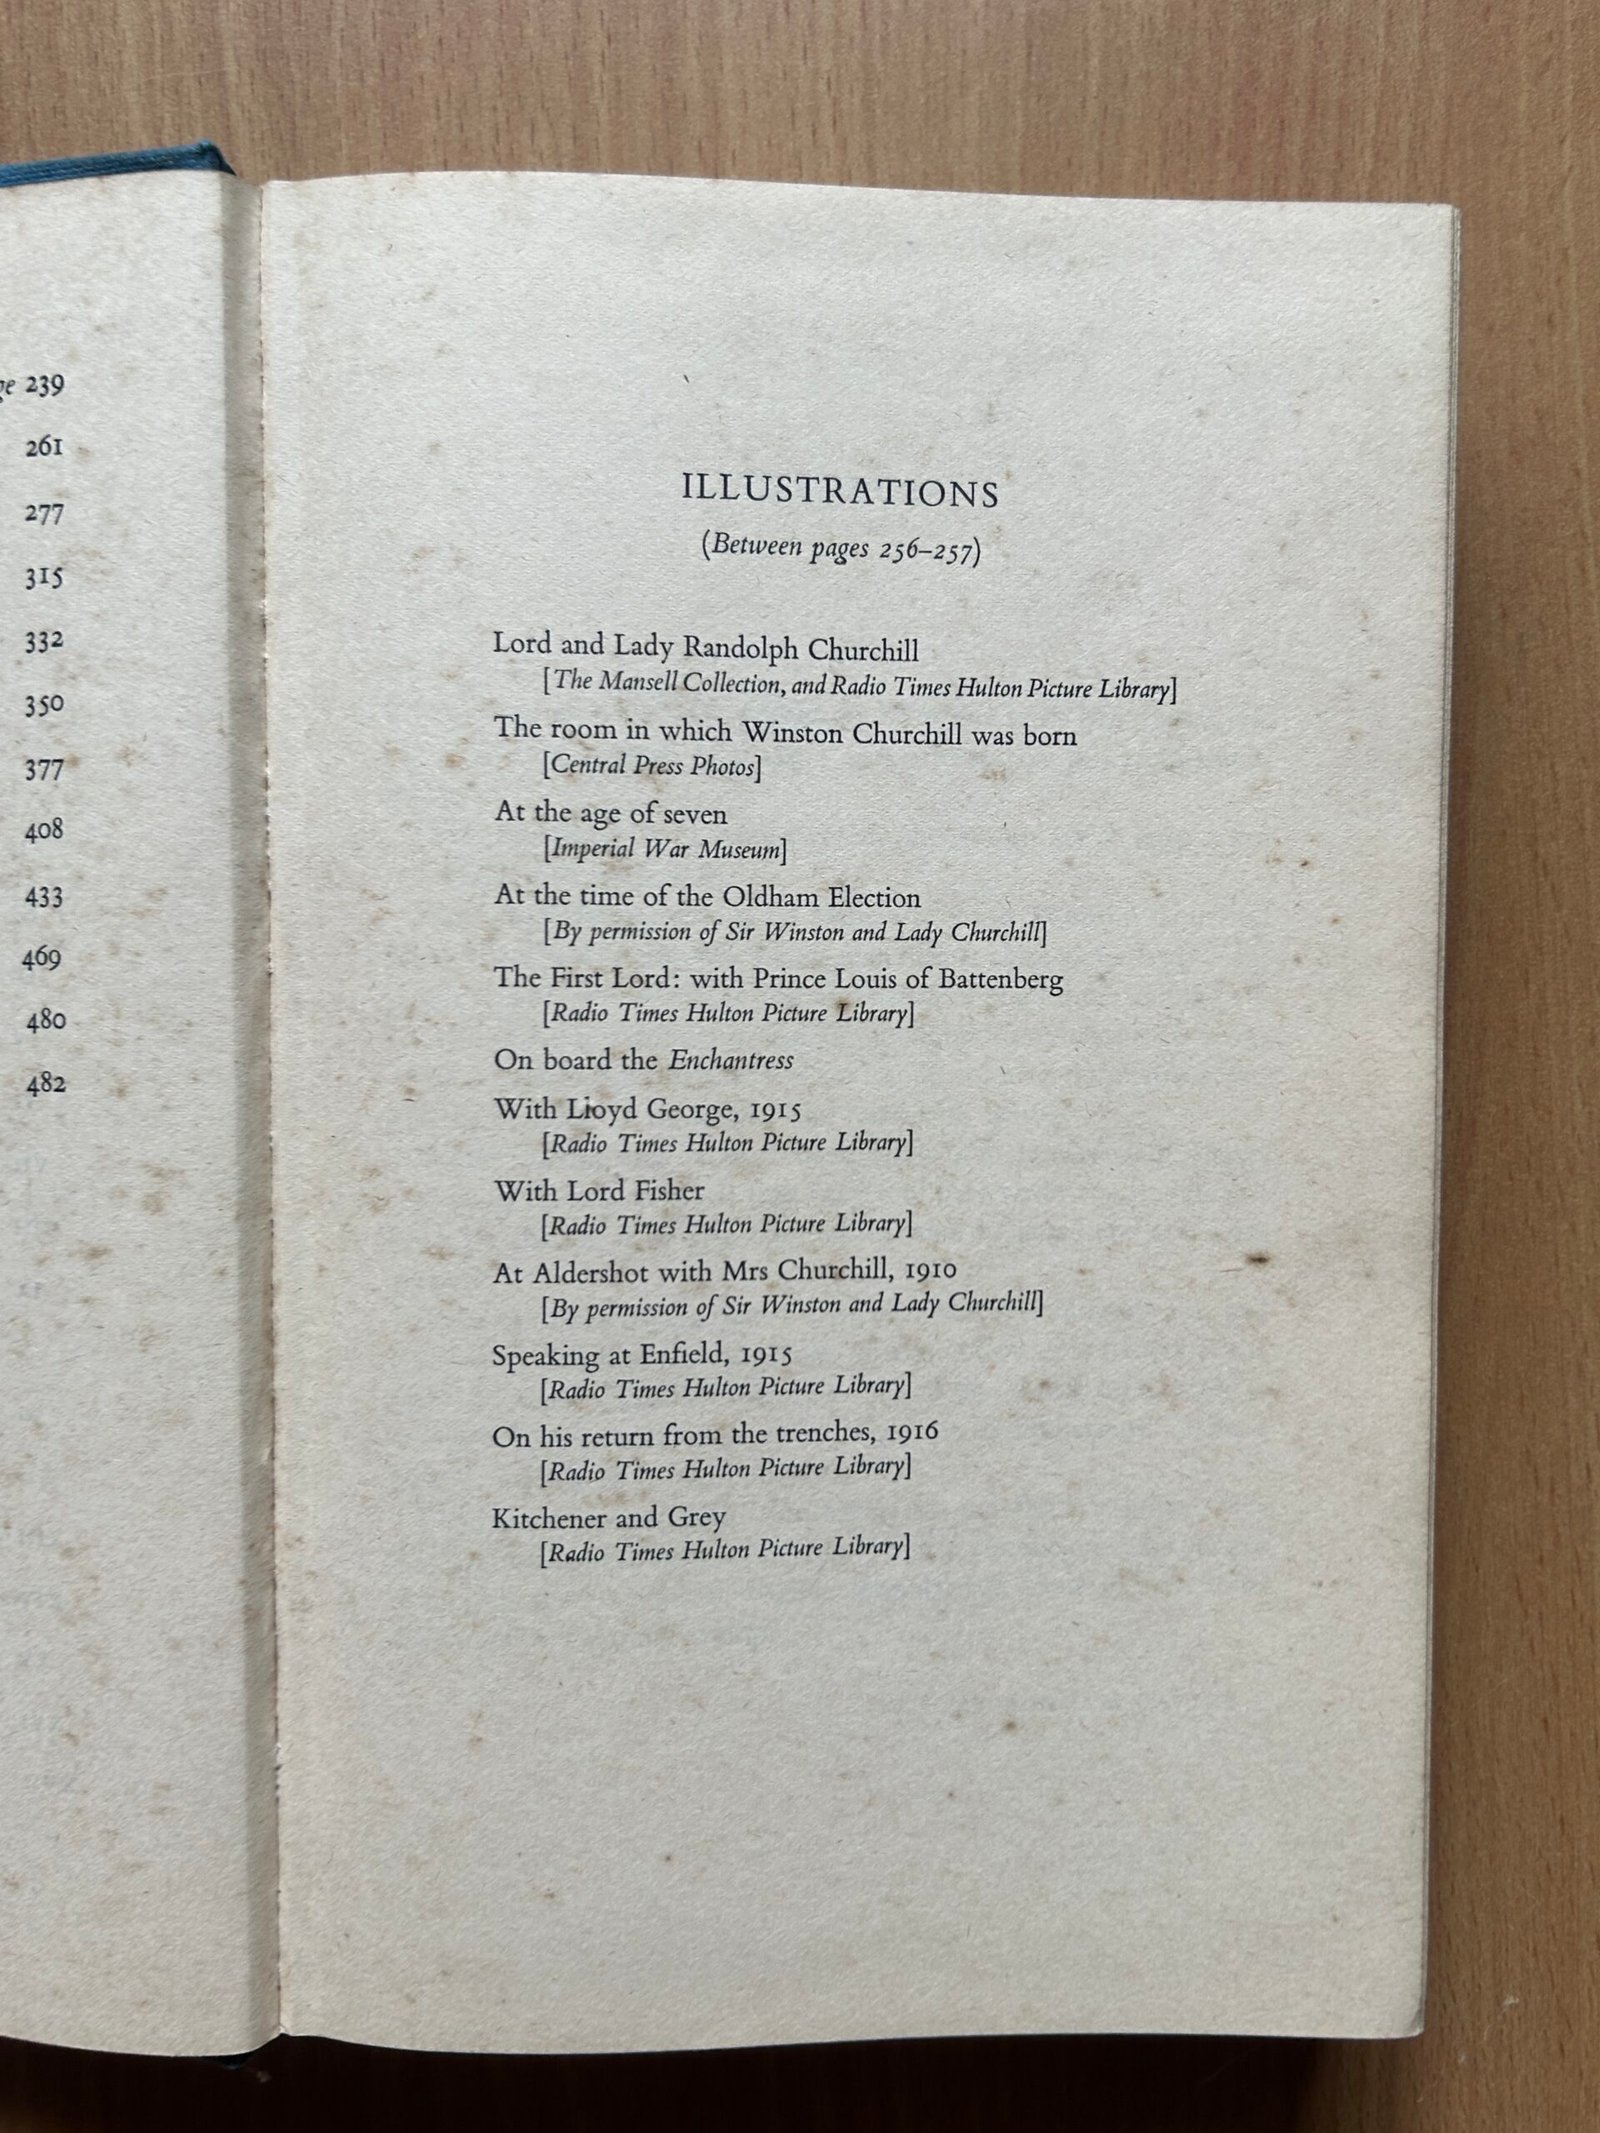 239
261
277
315
332
350
377
408
433
469
480
482
ILLUSTRATIONS
(Between pages 256–257)
Lord and Lady Randolph Churchill
[The Mansell Collection, and Radio Times Hulton Picture Library]
The room in which Winston Churchill was born
[Central Press Photos]
At the age of seven
[Imperial War Museum]
At the time of the Oldham Election
[By permission of Sir Winston and Lady Churchill]
The First Lord: with Prince Louis of Battenberg
[Radio Times Hulton Picture Library]
On board the Enchantress
With Lloyd George, 1915
[Radio Times Hulton Picture Library]
With Lord Fisher
[Radio Times Hulton Picture Library]
At Aldershot with Mrs Churchill, 1910
[By permission of Sir Winston and Lady Churchill]
Speaking at Enfield, 1915
[Radio Times Hulton Picture Library]
On his return from the trenches, 1916
[Radio Times Hulton Picture Library]
Kitchener and Grey
[Radio Times Hulton Picture Library]